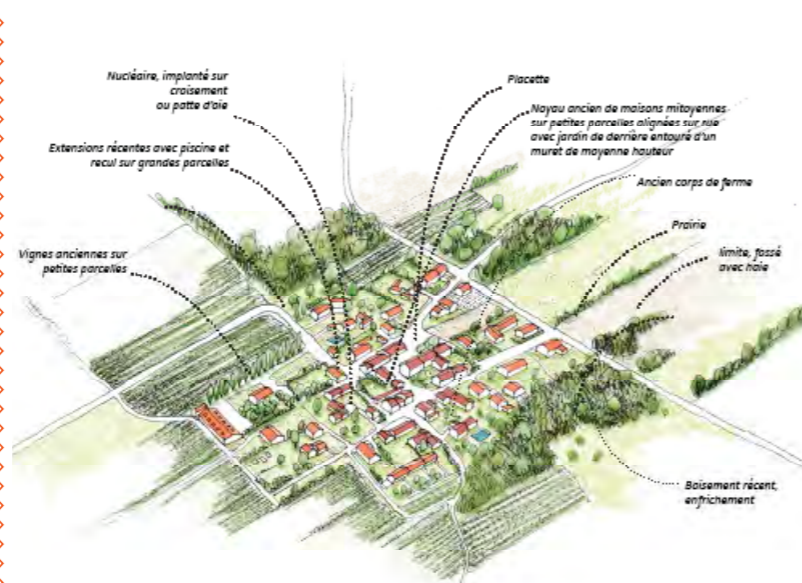 Nucléaire, implanté sur
croisement
ou patte d'oie
Placette
Noyau ancien de maisons mitoyennes
sur petites parcelles alignées sur rue
avec jardin de derrière entouré d'un
muret de moyenne hauteur
Extensions récentes avec piscine et
recul sur grandes parcelles
Ancien corps de ferme
Prairie
Vignes anciennes sur
petites parcelles
limite, fossé
avec haie
Boisement récent,
enfrichement